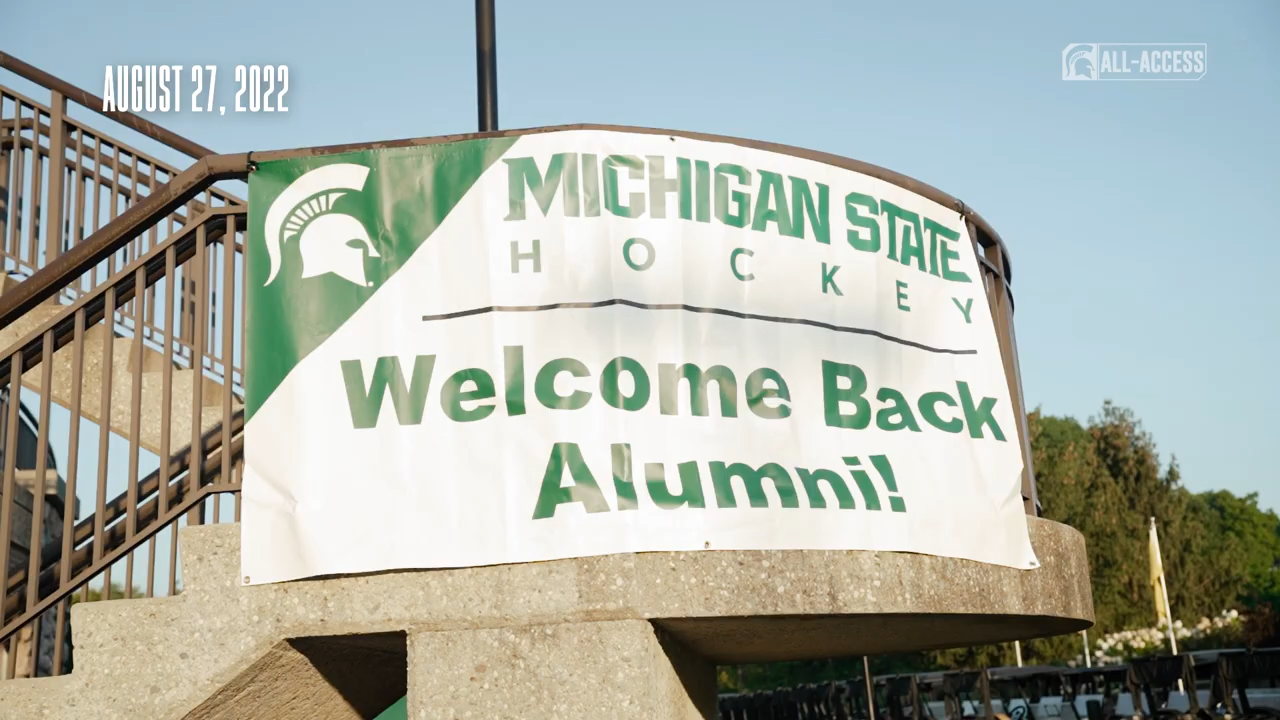 AUGUST 27, 2022
ALL-ACCESS
MICHIGAN STATE
HOCKEY
Welcome Back
Alumni!